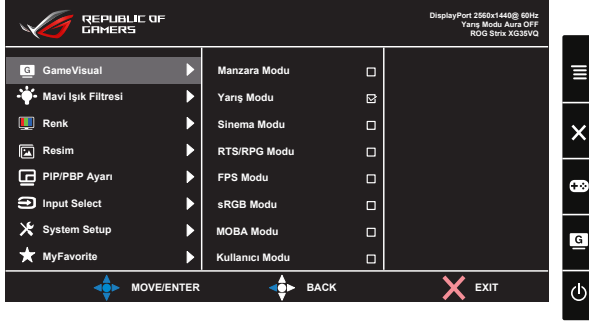 REPUBLIC OF
GAMERS
DisplayPort 2560x1440@ 60Hz
Yarış Modu Aura OFF
ROG Strix XG35VQ
G GameVisual
Mavi Işık Filtresi
Renk
Resim
PIP/PBP Ayarı
Input Select
System Setup
MyFavorite
Manzara Modu
Yarış Modu
Sinema Modu
RTS/RPG Modu
FPS Modu
sRGB Modu
MOBA Modu
Kullanıcı Modu
MOVE/ENTER
BACK
EXIT
G